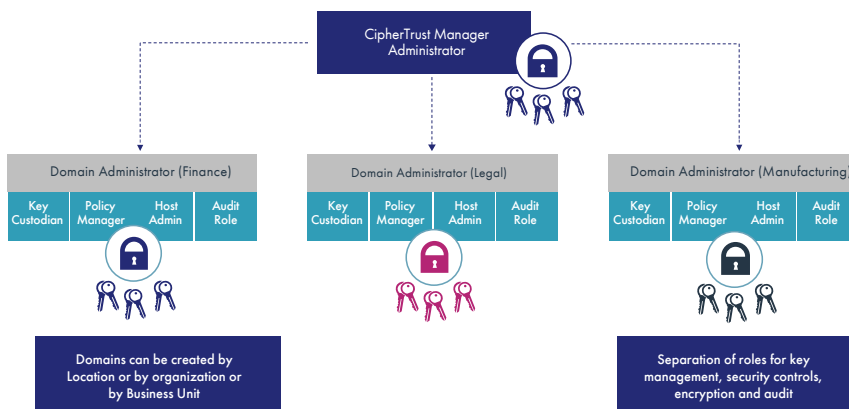 CipherTrust Manager
Administrator
Domain Administrator (Finance)
Key
Custodian
Policy
Manager
Host
Admin
Audit
Role
Domain Administrator (Legal)
Key
Custodian
Policy
Manager
Host
Admin
Audit
Role
Domain Administrator (Manufacturing)
Key
Custodian
Policy
Manager
Host
Admin
Audit
Role
Domains can be created by
Location or by organization or
by Business Unit
Separation of roles for key
management, security controls,
encryption and audit